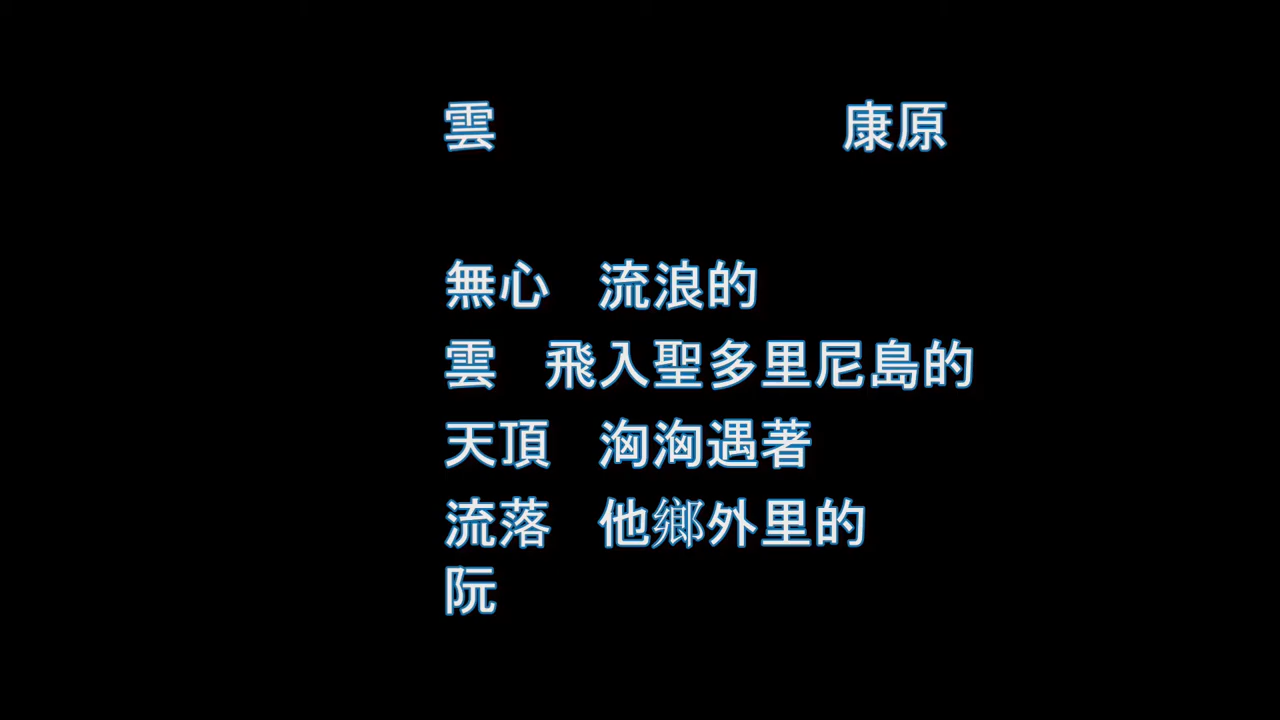 雲　　　　　　康原
無心　流浪的
雲　飛入聖多里尼島的
天頂　洶洶遇著
流落　他鄉外里的
阮